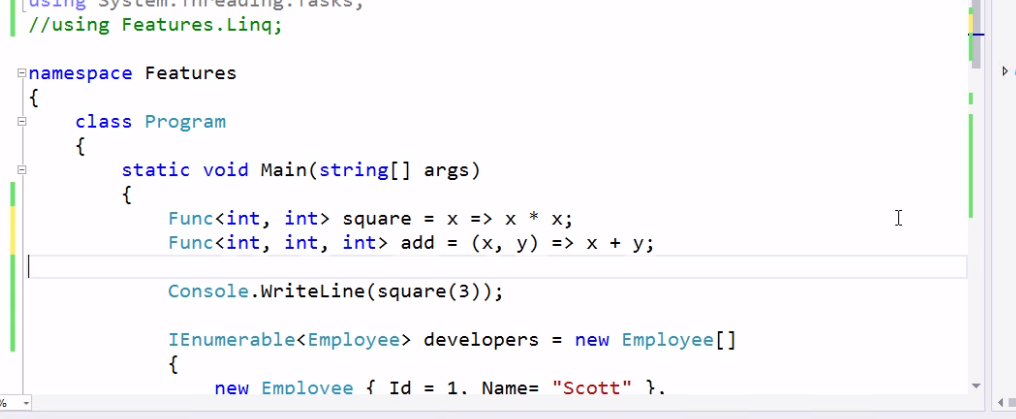 using System.Threading.Tasks;
//using Features.Linq;
namespace Features
{
class Program
{
static void Main(string[] args)
{
Func<int, int> square = x => x * x;
Func<int, int, int> add = (x, y) => x + y;
Console.WriteLine(square(3));
IEnumerable<Employee> developers = new Employee[]
{
new Employee { Id = 1, Name= "Scott" },
%